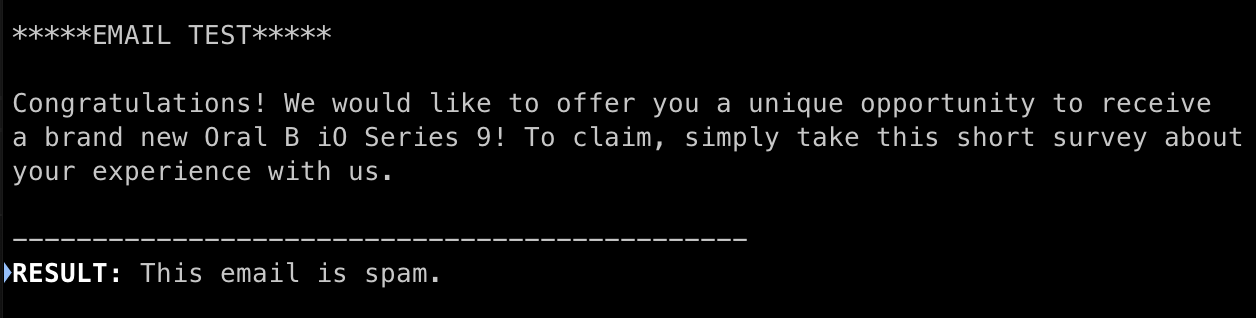 *****EMAIL TEST*****
Congratulations! We would like to offer you a unique opportunity to receive
a brand new Oral B iO Series 9! To claim, simply take this short survey about
your experience with us.
----------------------------------------------
RESULT: This email is spam.